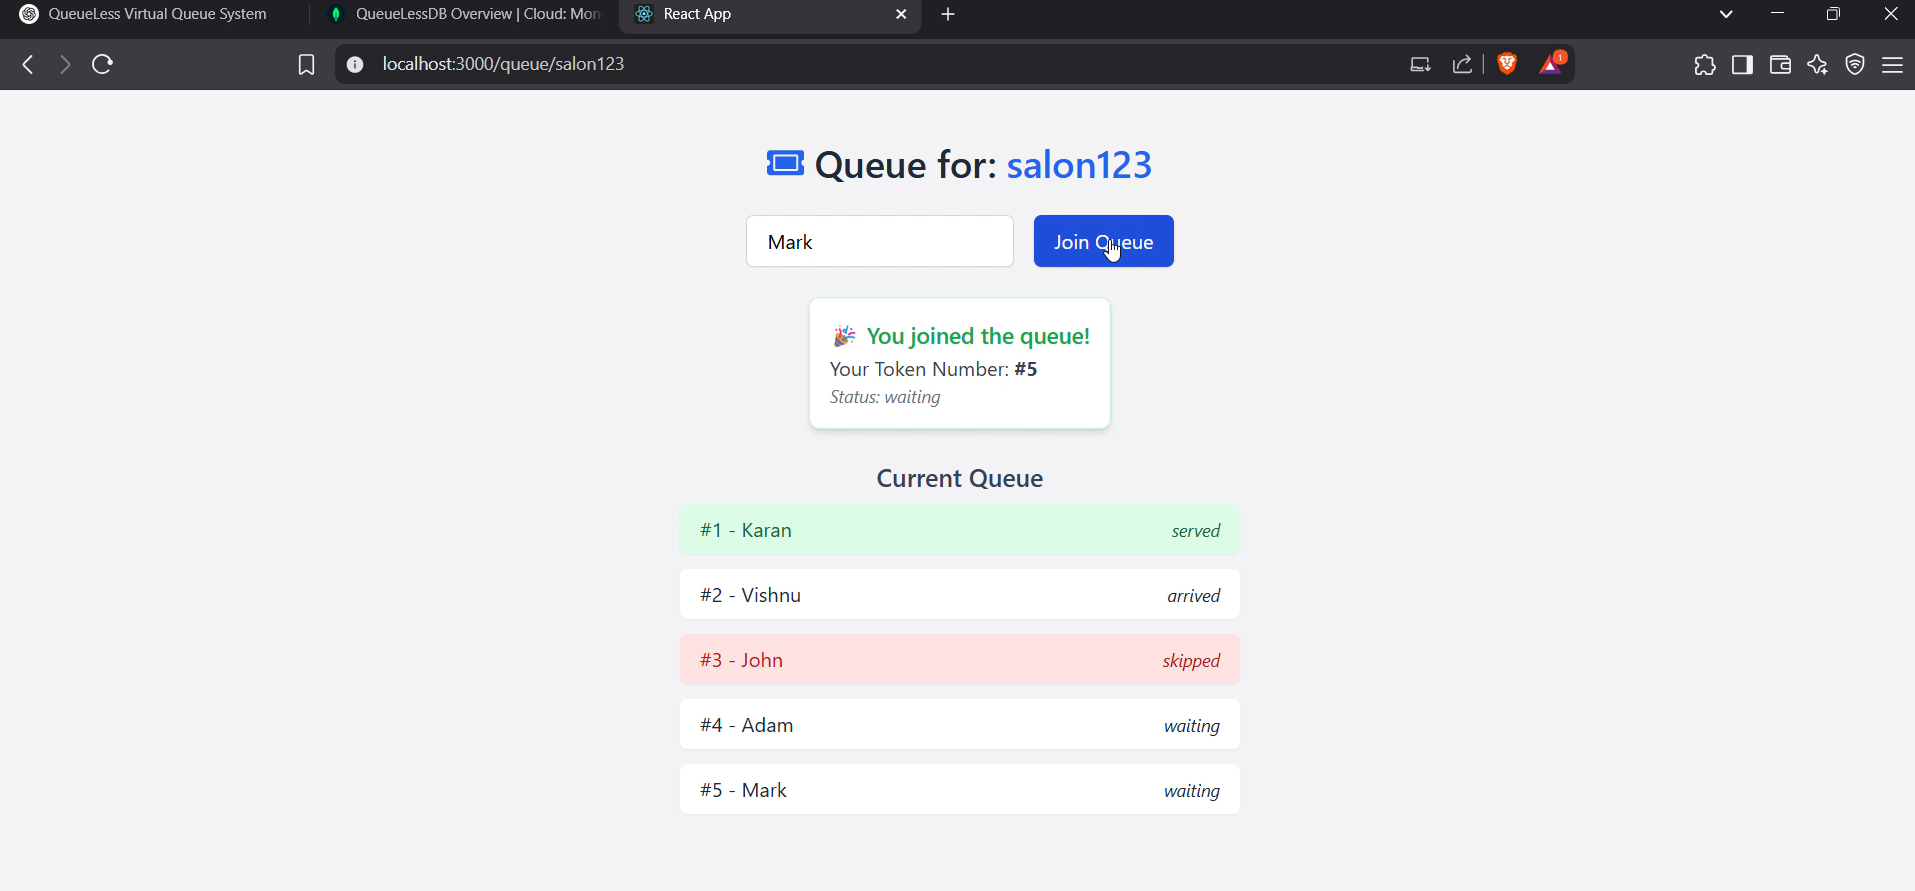 QueueLess Virtual Queue System
QueueLessDB Overview | Cloud: Mon
React App
localhost:3000/queue/salon123
1
Queue for: salon123
Mark
Join Queue
🎉 You joined the queue!
Your Token Number: #5
Status: waiting
Current Queue
#1 - Karan served
#2 - Vishnu arrived
#3 - John skipped
#4 - Adam waiting
#5 - Mark waiting